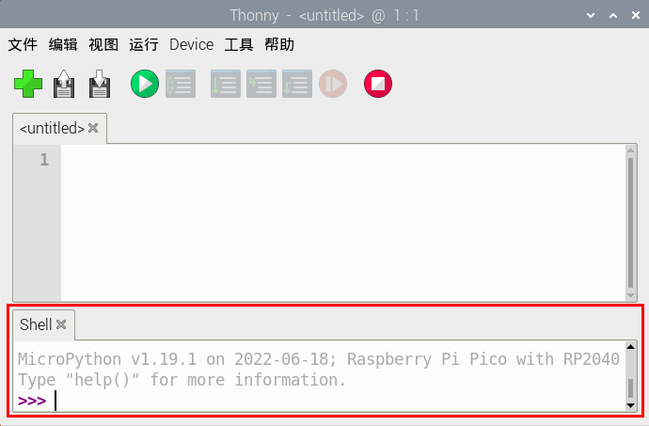 Thonny - <untitled> @ 1 : 1
文件 编辑 视图 运行 Device 工具 帮助
<untitled>
1
Shell
MicroPython v1.19.1 on 2022-06-18; Raspberry Pi Pico with RP2040
Type "help()" for more information.
>>>